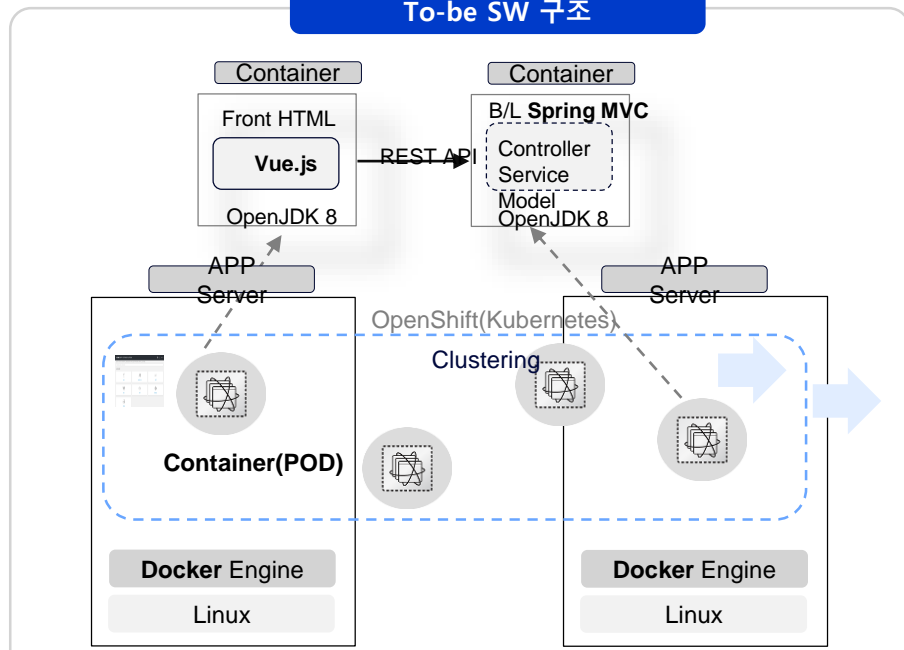 To-be SW 구조
Container
Container
Front HTML
Vue.js
OpenJDK 8
REST API
B/L Spring MVC
Controller
Service
Model
OpenJDK 8
APP
Server
APP
Server
OpenShift(Kubernetes)
Clustering
Container(POD)
Docker Engine
Linux
Docker Engine
Linux